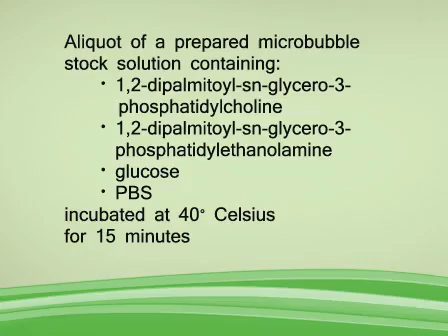 Aliquot of a prepared microbubble
stock solution containing:
• 1,2-dipalmitoyl-sn-glycero-3-
phosphatidylcholine
• 1,2-dipalmitoyl-sn-glycero-3-
phosphatidylethanolamine
• glucose
• PBS
incubated at 40° Celsius
for 15 minutes